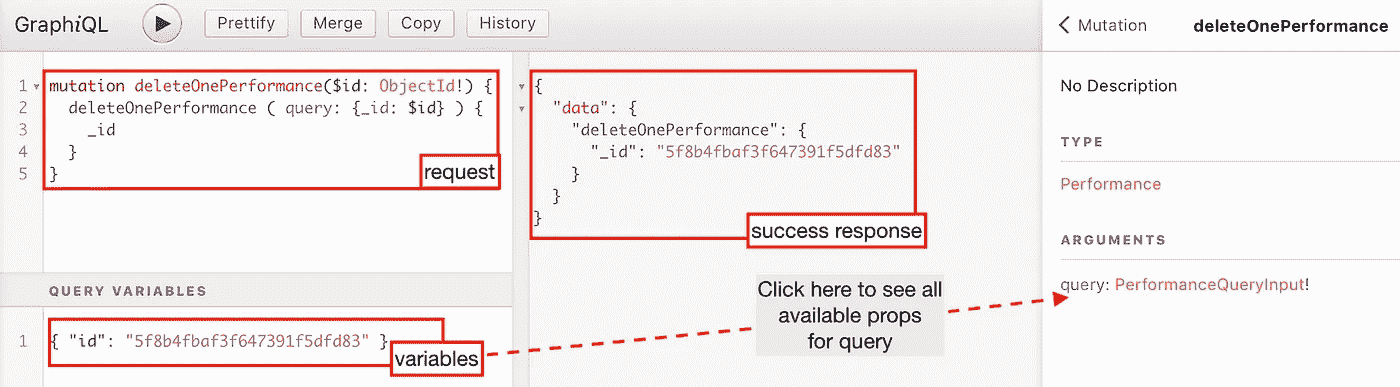 GraphiQL
Prettify
Merge
Copy
History
1 mutation deleteOnePerformance($id: ObjectId!) {
2 deleteOnePerformance ( query: {_id: $id} ) {
3 _id
4 }
5 }
request
QUERY VARIABLES
1 { "id": "5f8b4fbaf3f647391f5dfd83" }
variables
{
"data": {
"deleteOnePerformance": {
"_id": "5f8b4fbaf3f647391f5dfd83"
}
}
}
success response
Click here to see all
available props
for query
Mutation
deleteOnePerformance
No Description
TYPE
Performance
ARGUMENTS
query: PerformanceQueryInput!